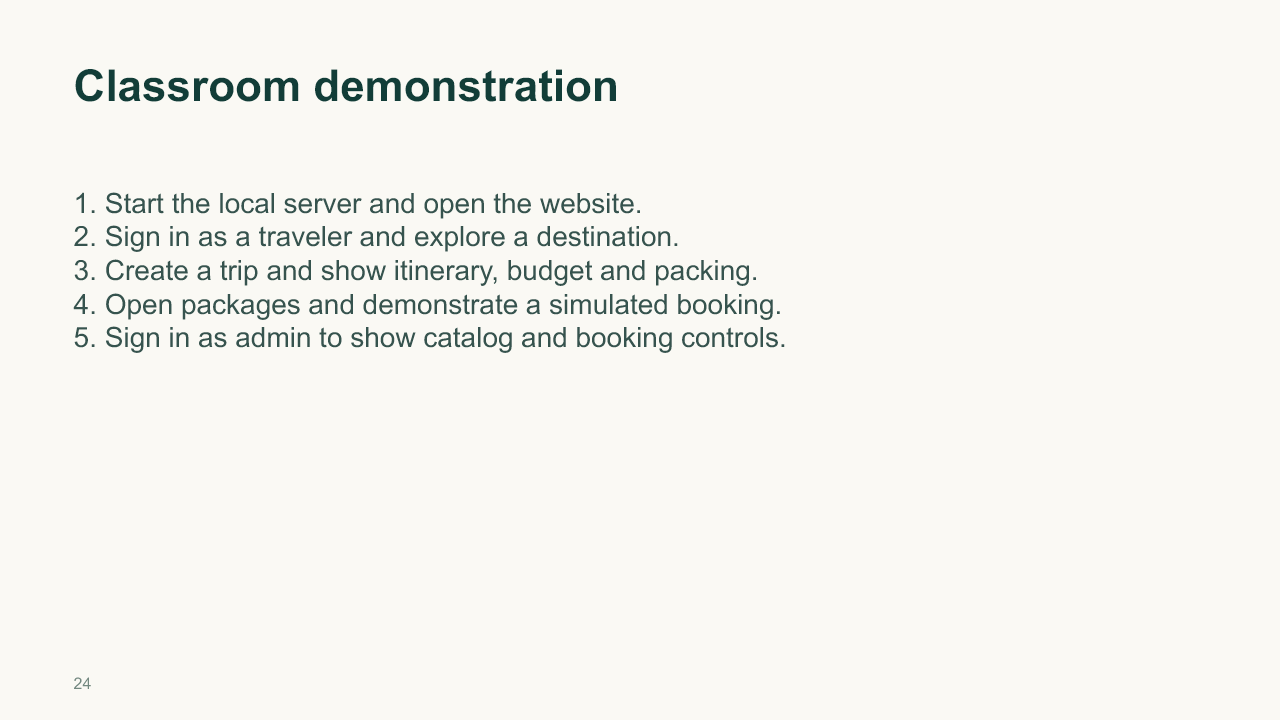 Classroom demonstration
1. Start the local server and open the website.
2. Sign in as a traveler and explore a destination.
3. Create a trip and show itinerary, budget and packing.
4. Open packages and demonstrate a simulated booking.
5. Sign in as admin to show catalog and booking controls.
24